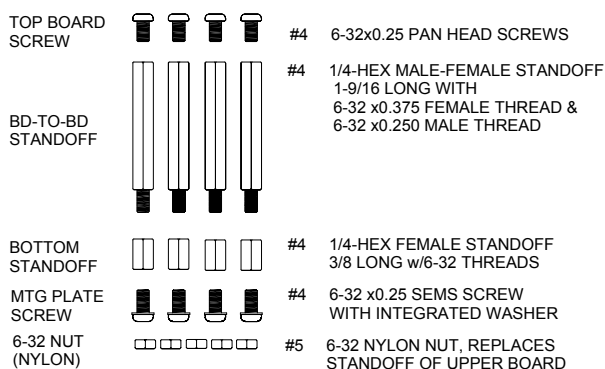 TOP BOARD
SCREW
#4 6-32x0.25 PAN HEAD SCREWS
#4 1/4-HEX MALE-FEMALE STANDOFF
1-9/16 LONG WITH
6-32 x0.375 FEMALE THREAD &
6-32 x0.250 MALE THREAD
BD-TO-BD
STANDOFF
BOTTOM
STANDOFF
#4 1/4-HEX FEMALE STANDOFF
3/8 LONG w/6-32 THREADS
MTG PLATE
SCREW
#4 6-32 x0.25 SEMS SCREW
WITH INTEGRATED WASHER
6-32 NUT
(NYLON)
#5 6-32 NYLON NUT, REPLACES
STANDOFF OF UPPER BOARD